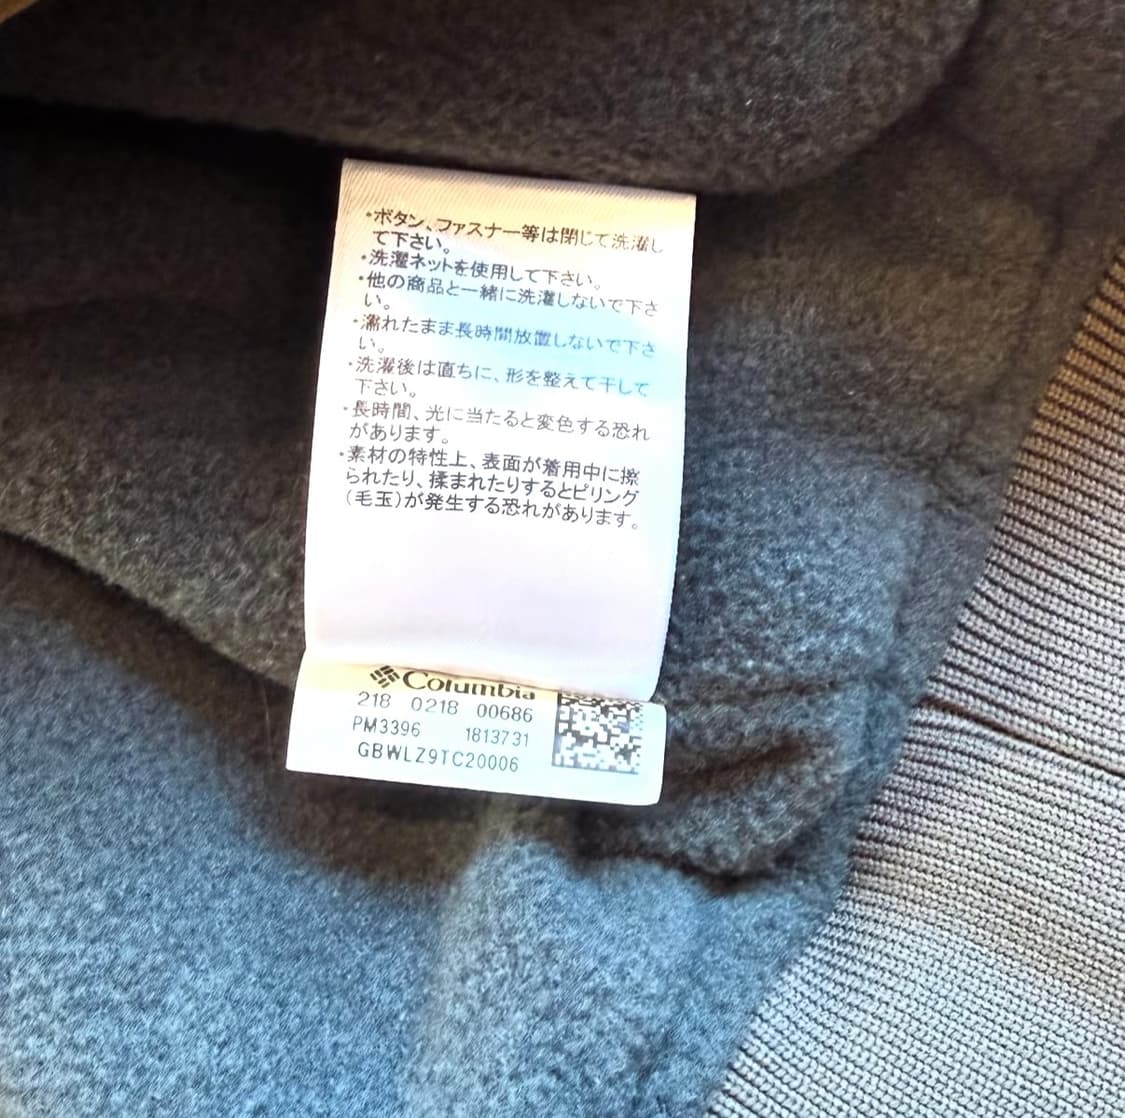 ・ボタン、ファスナー等は閉じて洗濯し
て下さい。
・洗濯ネットを使用して下さい。
・他の商品と一緒に洗濯しないで下さ
い。
・濡れたまま長時間放置しないで下さ
い。
・洗濯後は直ちに、形を整えて干して
下さい。
・長時間、光に当たると変色する恐れ
があります。
・素材の特性上、表面が着用中に擦
られたり、揉まれたりするとピリング
(毛玉)が発生する恐れがあります。
Columbia
218 0218 00686
PM3396 1813731
GBWLZ9TC20006